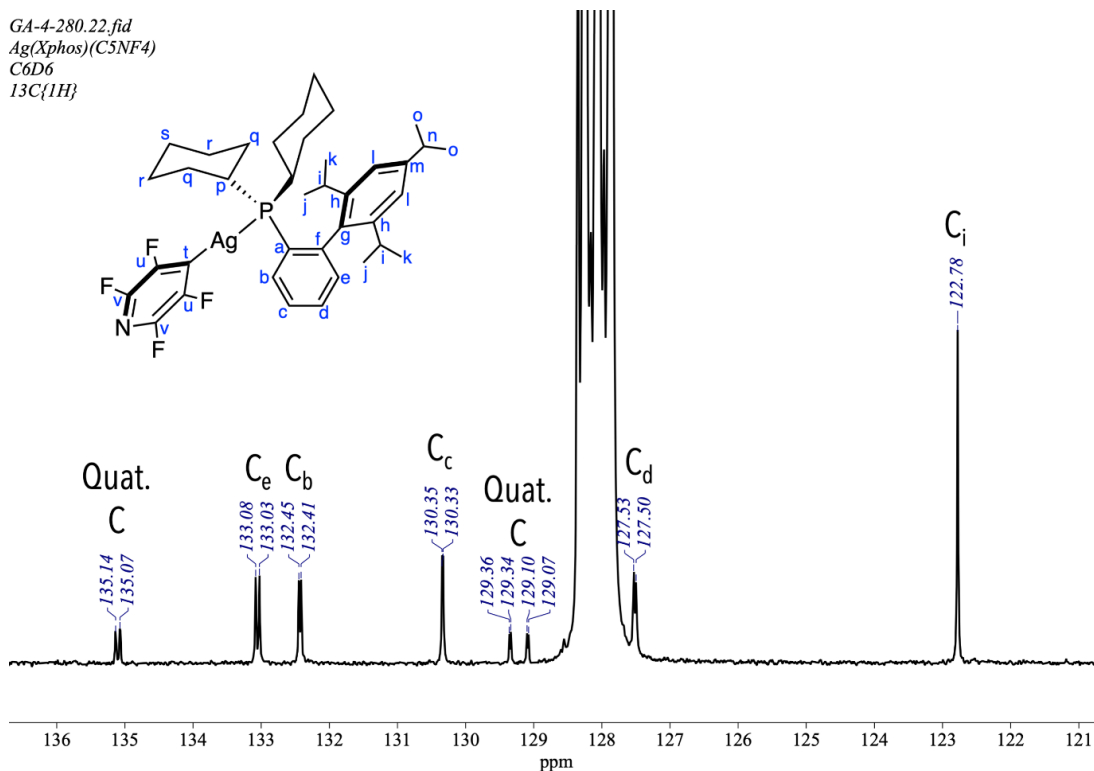 GA-4-280.22.fid
Ag(Xphos)(C5NF4)
C6D6
13C{1H}
o
s r q n o
k l m
r q p i h l
j
P g h
Ag a f i k
F t j
u b e
F v u F c d
N v F
Quat. C
135.14
135.07
Ce
133.08
133.03
Cb
132.45
132.41
Cc
130.35
130.33
Quat. C
129.36
129.34
129.10
129.07
Cd
127.53
127.50
Ci
122.78
136 135 134 133 132 131 130 129 128 127 126 125 124 123 122 121
ppm